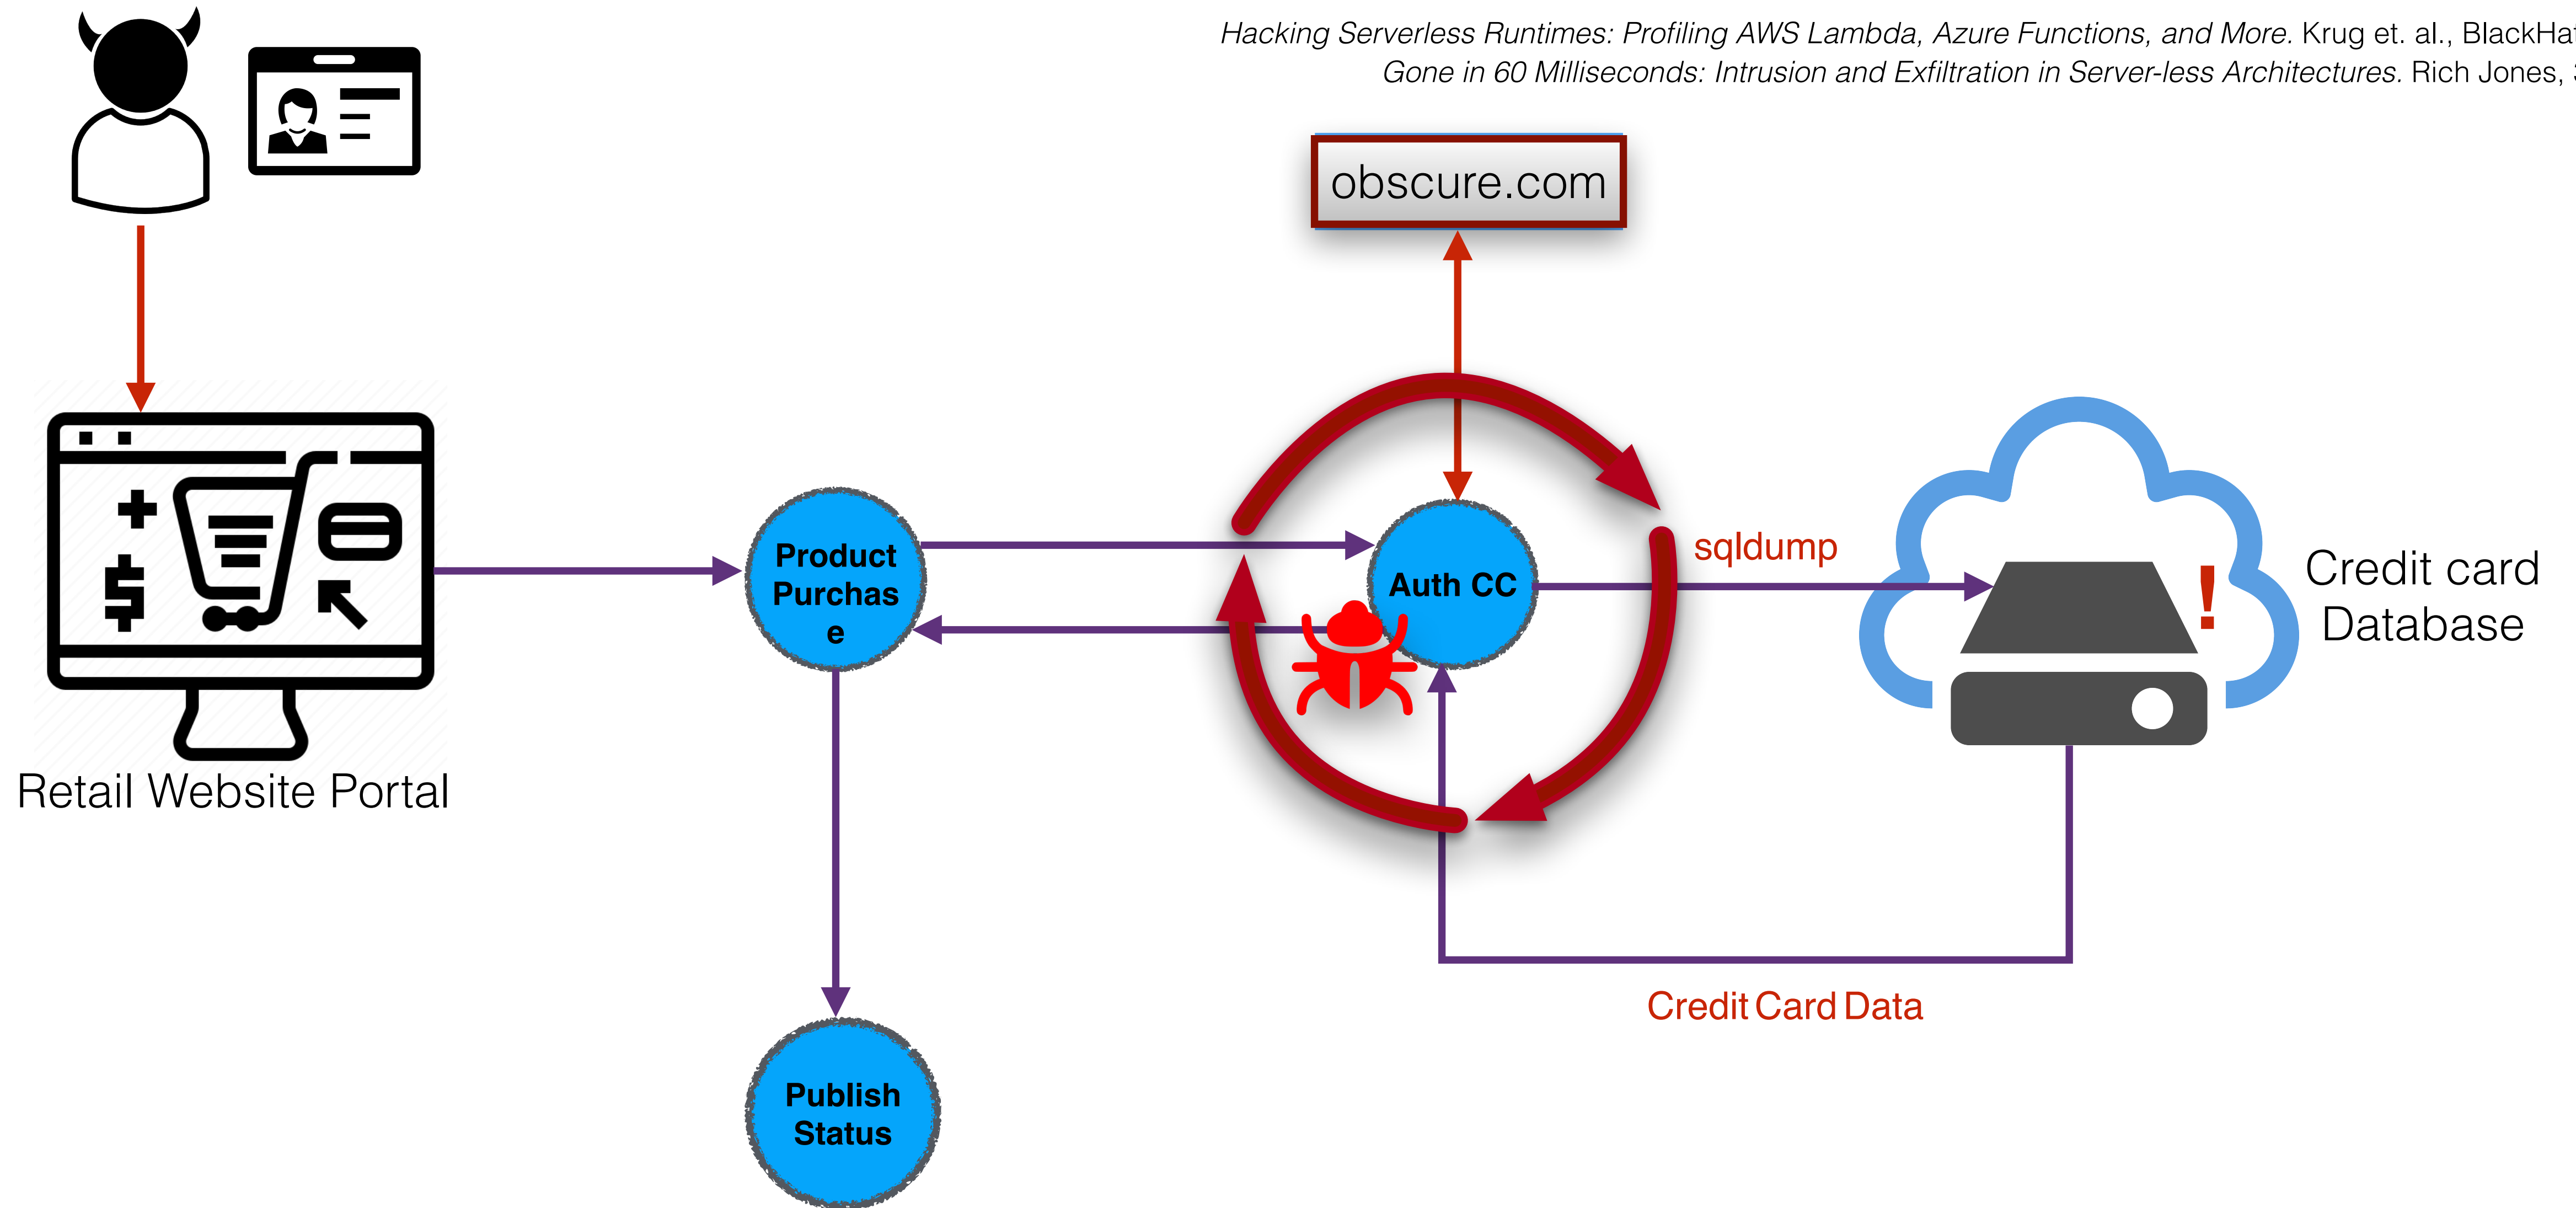 Hacking Serverless Runtimes: Profiling AWS Lambda, Azure Functions, and More. Krug et. al.,
Gone in 60 Milliseconds: Intrusion and Exfiltration in Server-less Architectures. Rich Jones,
obscure.com
Product
Purchas
e
Auth CC
sqldump
Credit card
Database
Retail Website Portal
Credit Card Data
Publish
Status